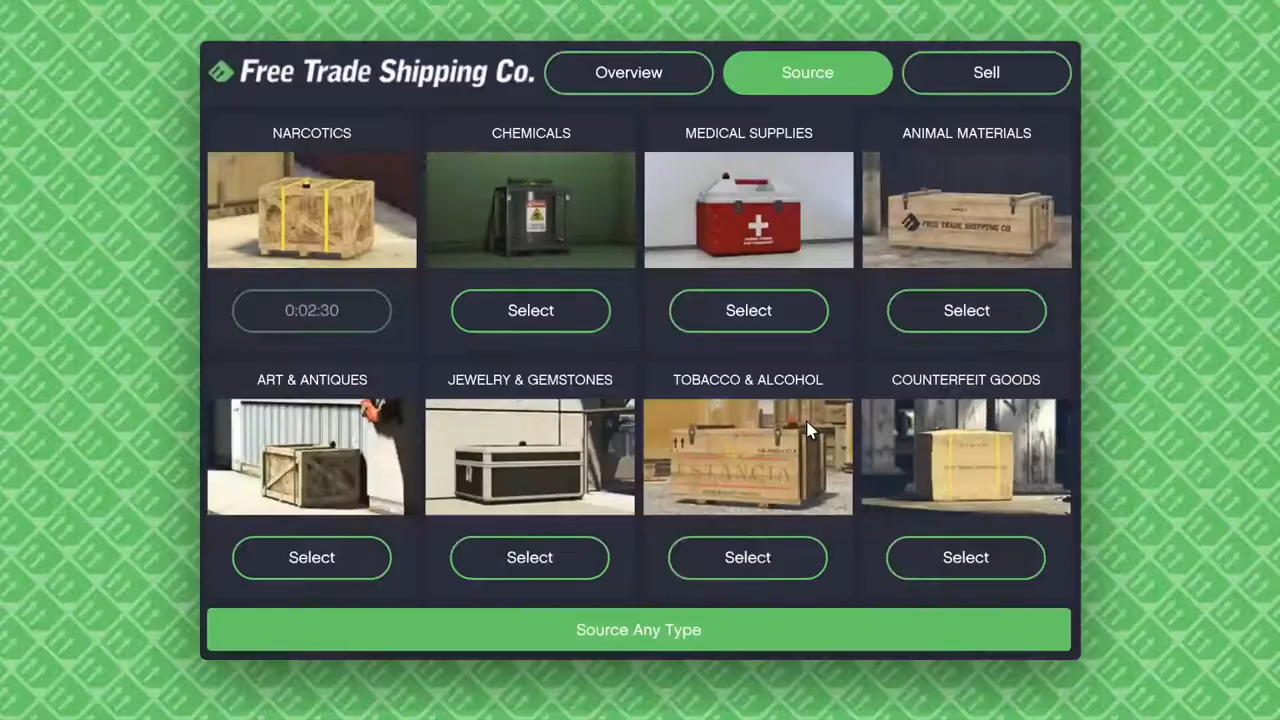 Free Trade Shipping Co.
Overview
Source
Sell
NARCOTICS
CHEMICALS
MEDICAL SUPPLIES
ANIMAL MATERIALS
FREE TRADE SHIPPING CO.
0:02:30
Select
Select
Select
ART & ANTIQUES
JEWELRY & GEMSTONES
TOBACCO & ALCOHOL
COUNTERFEIT GOODS
ESTANCIA
Select
Select
Select
Select
Source Any Type